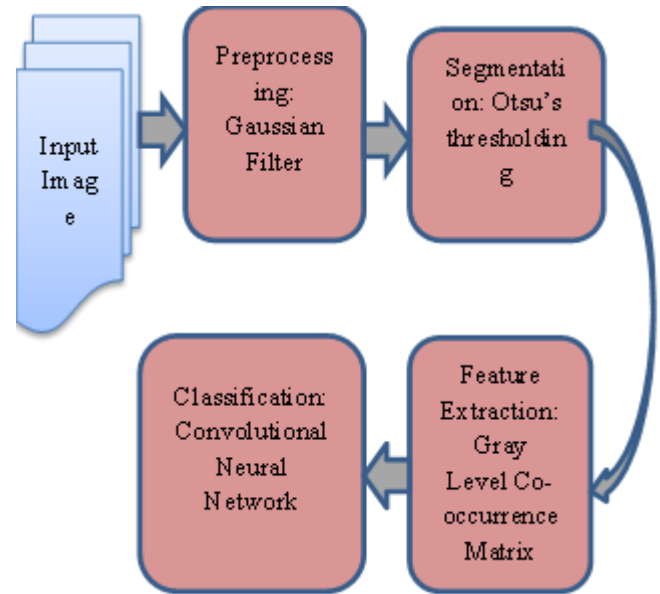 Input
Imag
e
Preprocess
ing:
Gaussian
Filter
Segmentati
on: Otsu’s
thresholdin
g
Feature
Extraction:
Gray
Level Co-
occurrence
Matrix
Classification:
Convolutional
Neural
Network